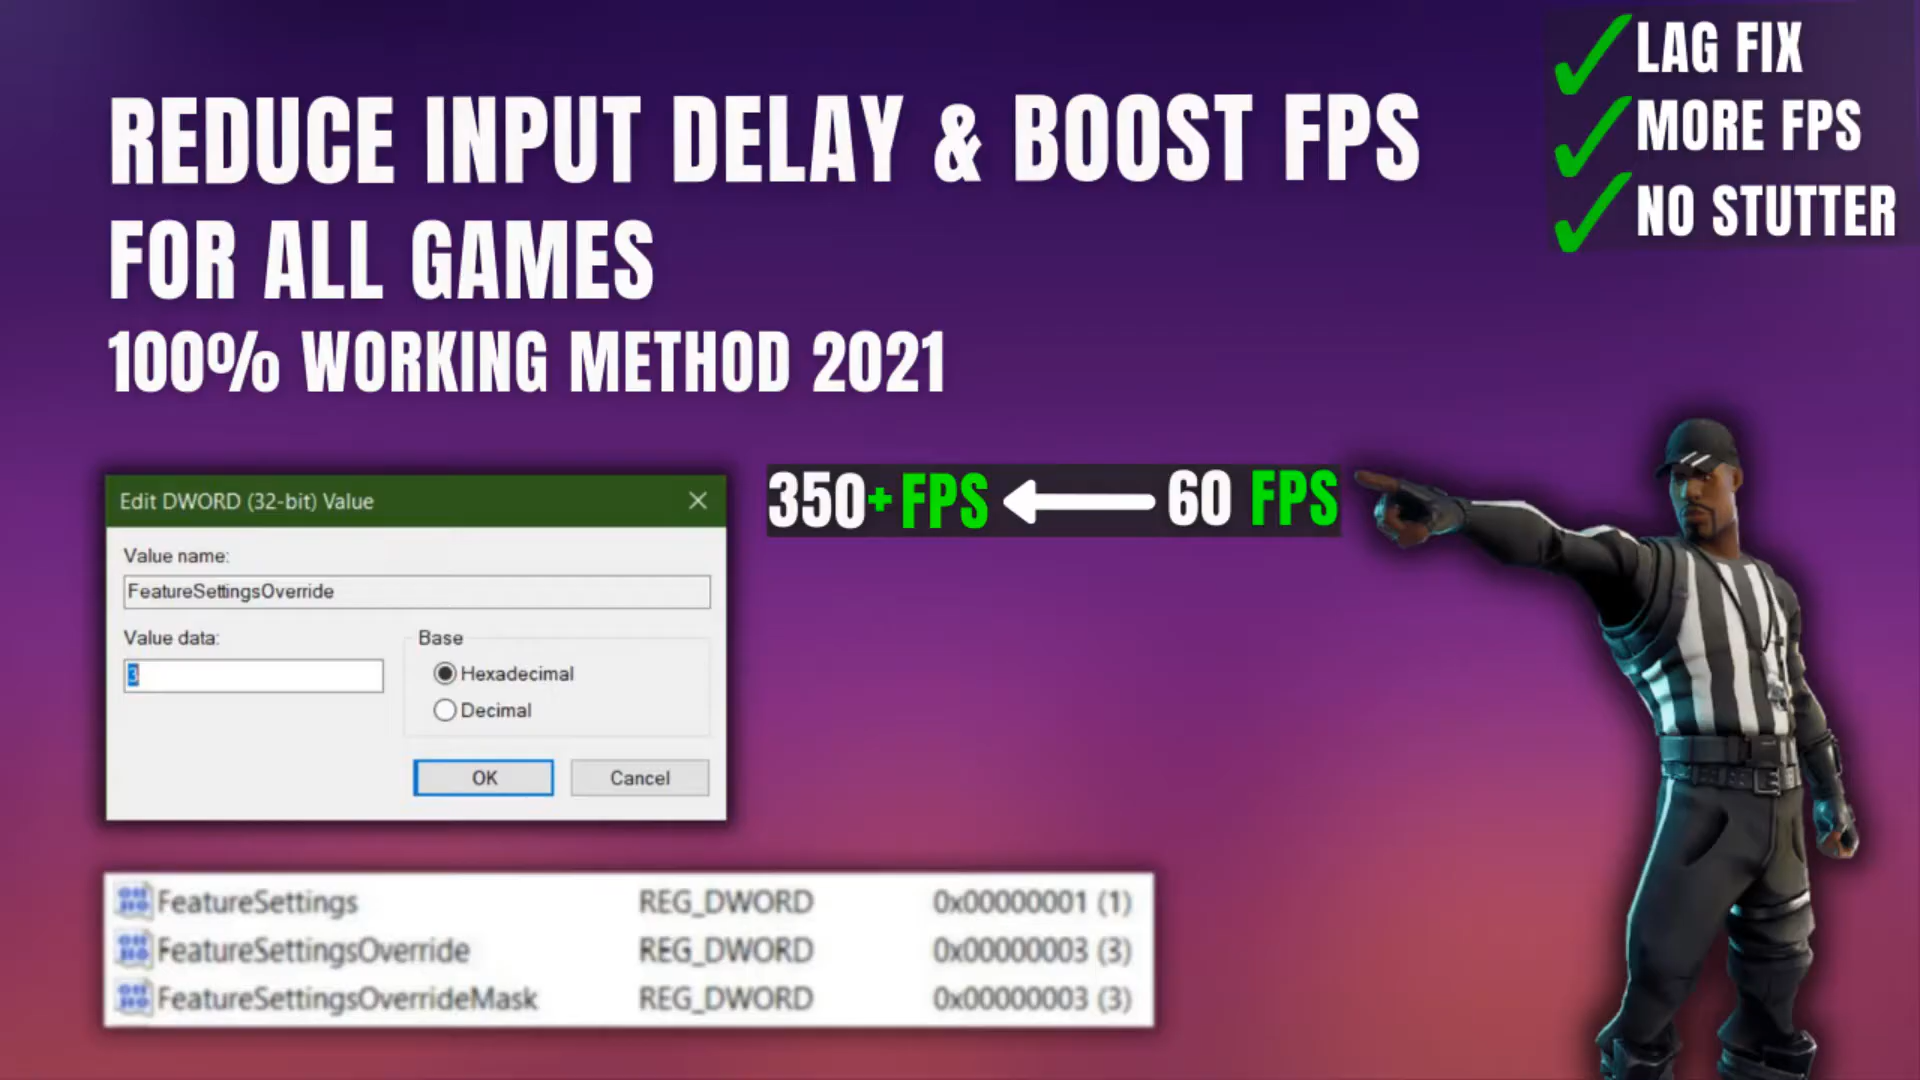 REDUCE INPUT DELAY & BOOST FPS
FOR ALL GAMES
100% WORKING METHOD 2021
LAG FIX
MORE FPS
NO STUTTER
350+ FPS 60 FPS
Edit DWORD (32-bit) Value
Value name:
FeatureSettingsOverride
Value data:
3
Base
Hexadecimal
Decimal
OK Cancel
FeatureSettings REG_DWORD 0x00000001 (1)
FeatureSettingsOverride REG_DWORD 0x00000003 (3)
FeatureSettingsOverrideMask REG_DWORD 0x00000003 (3)